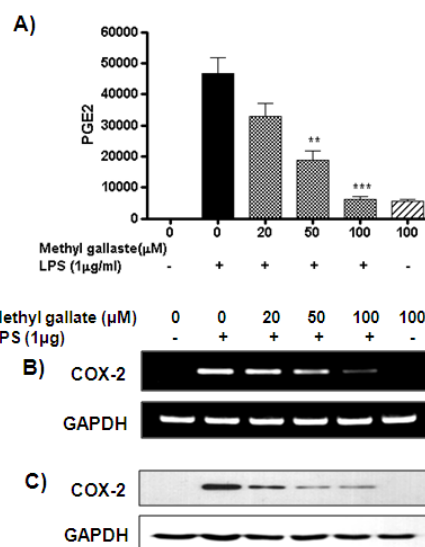 A)
PGE2
60000
50000
40000
30000
20000
10000
0
** ***
0 0 20 50 100 100
Methyl gallaste(μM)
LPS (1μg/ml) - + + + + -
Methyl gallate (μM) 0 0 20 50 100 100
LPS (1μg) - + + + + -
B) COX-2
GAPDH
C) COX-2
GAPDH